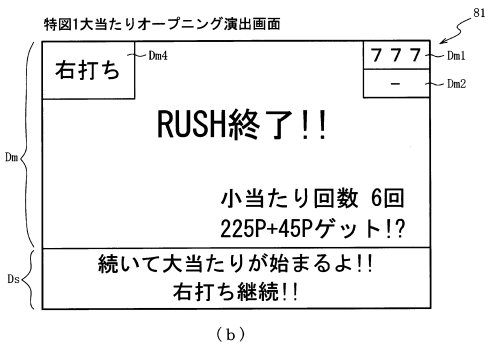 特図1大当たりオープニング演出画面
81
右打ち
Dm4
7 7 7
Dm1
－
Dm2
RUSH終了!!
Dm
小当たり回数 6回
225P+45Pゲット!?
Ds
続いて大当たりが始まるよ!!
右打ち継続!!
(b)